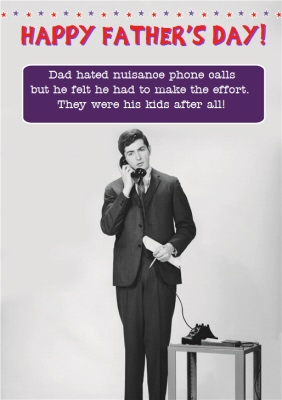 HAPPY FATHER'S DAY!
Dad hated nuisance phone calls
but he felt he had to make the effort.
They were his kids after all!